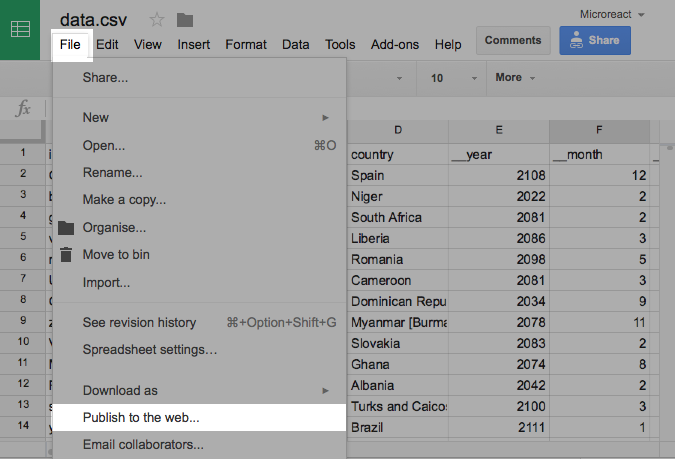 data.csv
Microreact
File Edit View Insert Format Data Tools Add-ons Help
Comments
Share
10 More
fx
Share...
New
Open... ⌘O
Rename...
Make a copy...
Organise...
Move to bin
Import...
See revision history ⌘+Option+Shift+G
Spreadsheet settings...
Download as
Publish to the web...
Email collaborators...
D E F
1 country __year __month
2 Spain 2108 12
3 Niger 2022 2
4 South Africa 2081 2
5 Liberia 2086 3
6 Romania 2098 5
7 Cameroon 2081 3
8 Dominican Repu 2034 9
9 Myanmar [Burma 2078 11
10 Slovakia 2083 2
11 Ghana 2074 8
12 Albania 2042 2
13 Turks and Caicos 2100 3
14 Brazil 2111 1